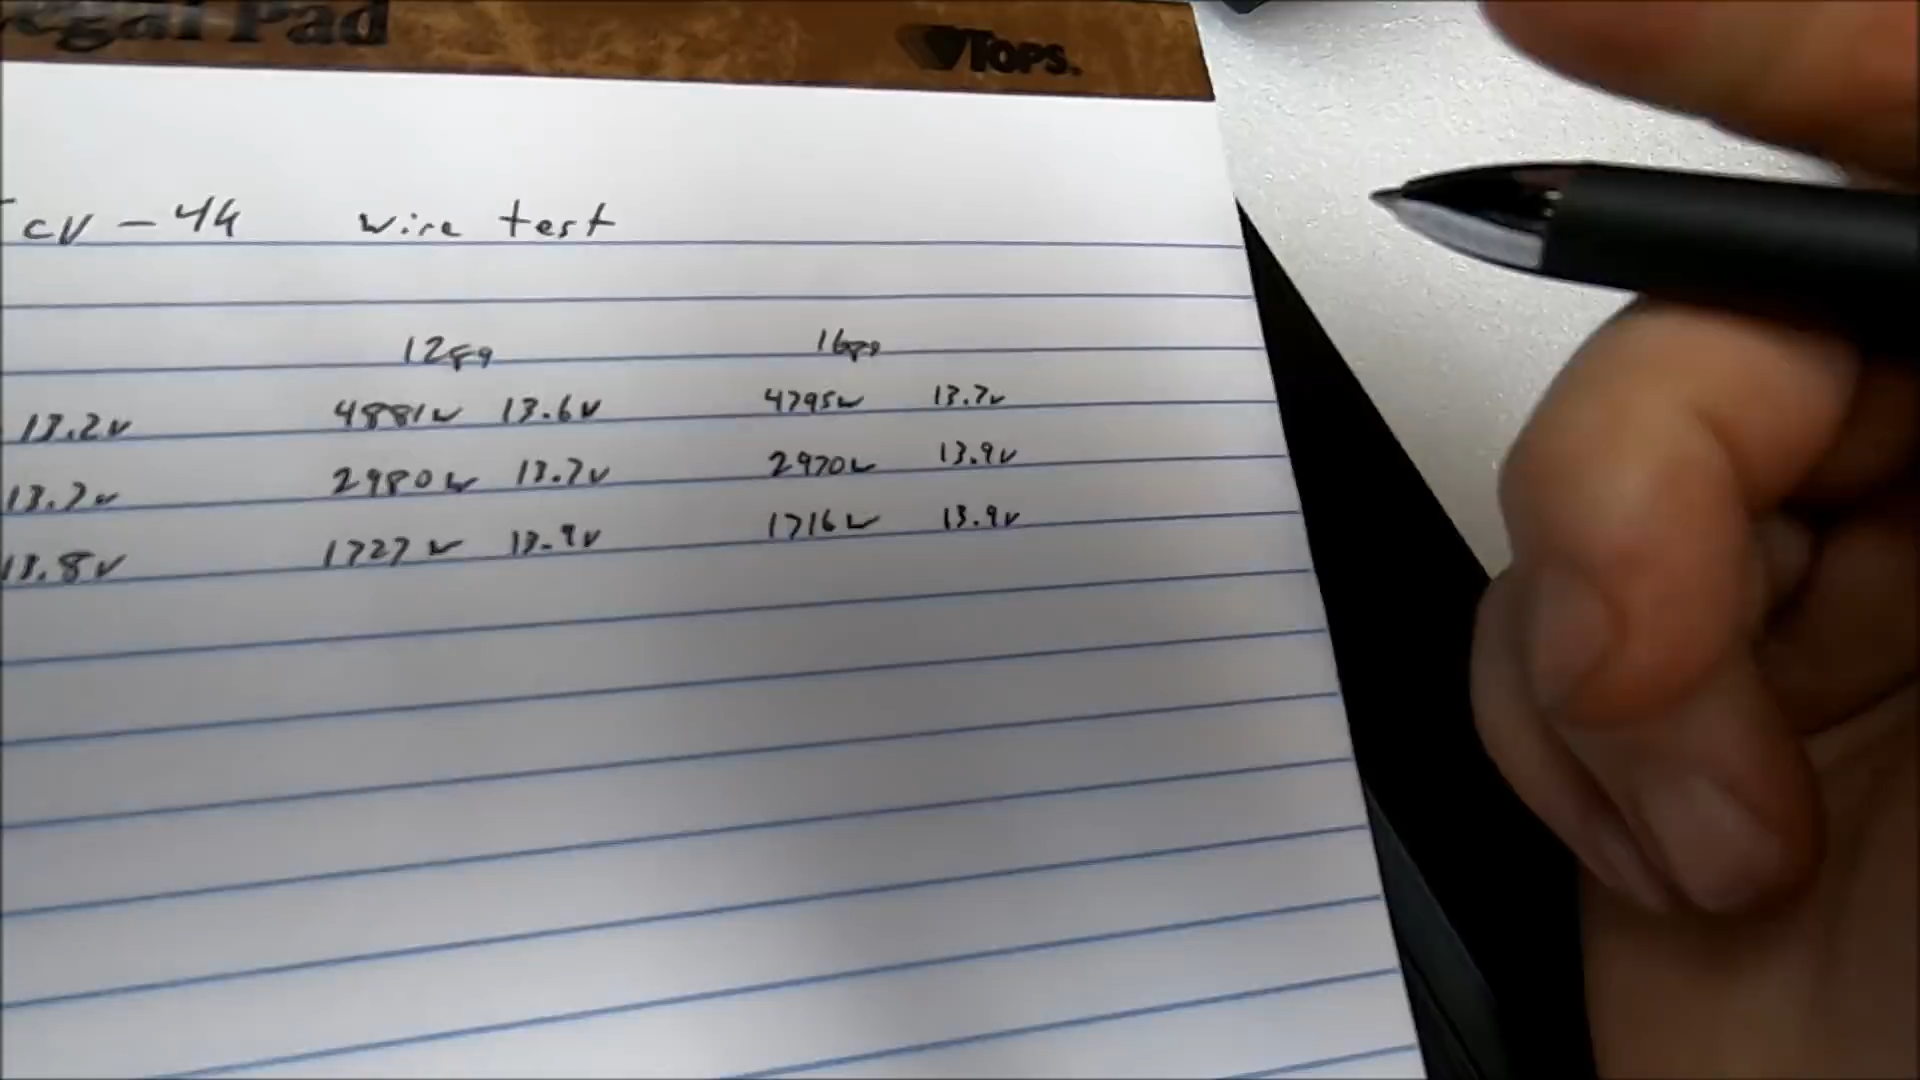 Legal Pad TOPS.
CV - 44 wire test
12ga 16ga
13.2v 4881w 13.6v 4795w 13.7v
13.7v 2980w 13.7v 2970w 13.9v
13.8v 1727w 13.9v 1716w 13.9v